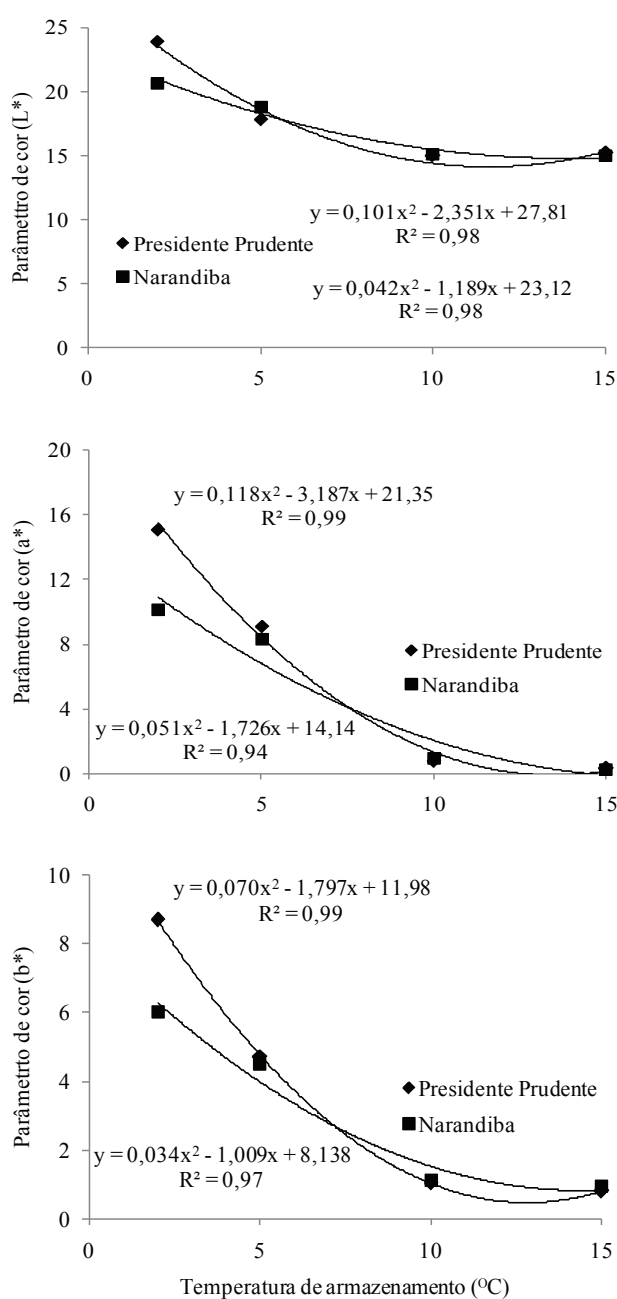 25
20
15
10
5
0
Parâmettro de cor (L*)
y = 0,101x² - 2,351x + 27,81
R² = 0,98
Presidente Prudente
Narandiba
y = 0,042x² - 1,189x + 23,12
R² = 0,98
0 5 10 15
20
16
12
8
4
0
Parâmetro de cor (a*)
y = 0,118x² - 3,187x + 21,35
R² = 0,99
Presidente Prudente
Narandiba
y = 0,051x² - 1,726x + 14,14
R² = 0,94
0 5 10 15
10
8
6
4
2
0
Parâmetrto de cor (b*)
y = 0,070x² - 1,797x + 11,98
R² = 0,99
Presidente Prudente
Narandiba
y = 0,034x² - 1,009x + 8,138
R² = 0,97
0 5 10 15
Temperatura de armazenamento (ºC)